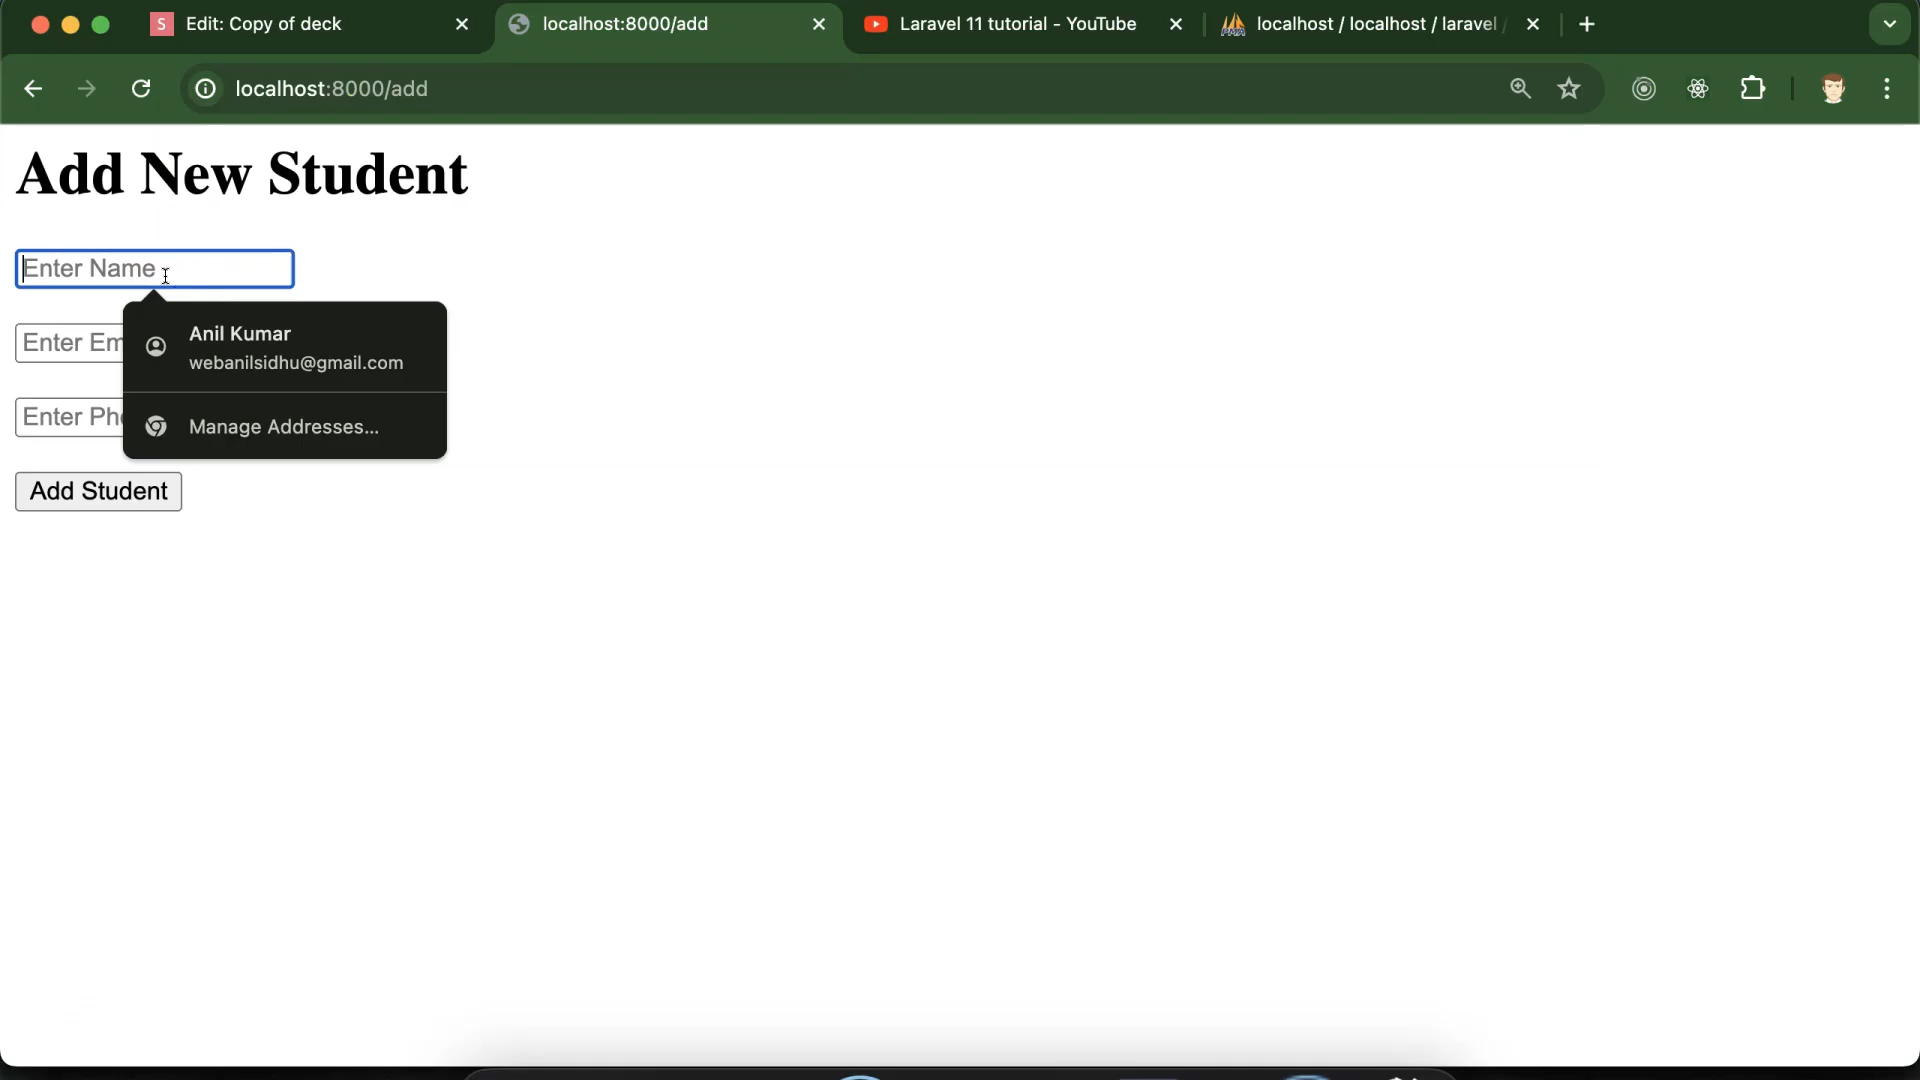 S Edit: Copy of deck
localhost:8000/add
Laravel 11 tutorial - YouTube
localhost / localhost / laravel /
localhost:8000/add
Add New Student
Enter Name
Anil Kumar
webanilsidhu@gmail.com
Enter Em
Enter Pho
Manage Addresses...
Add Student